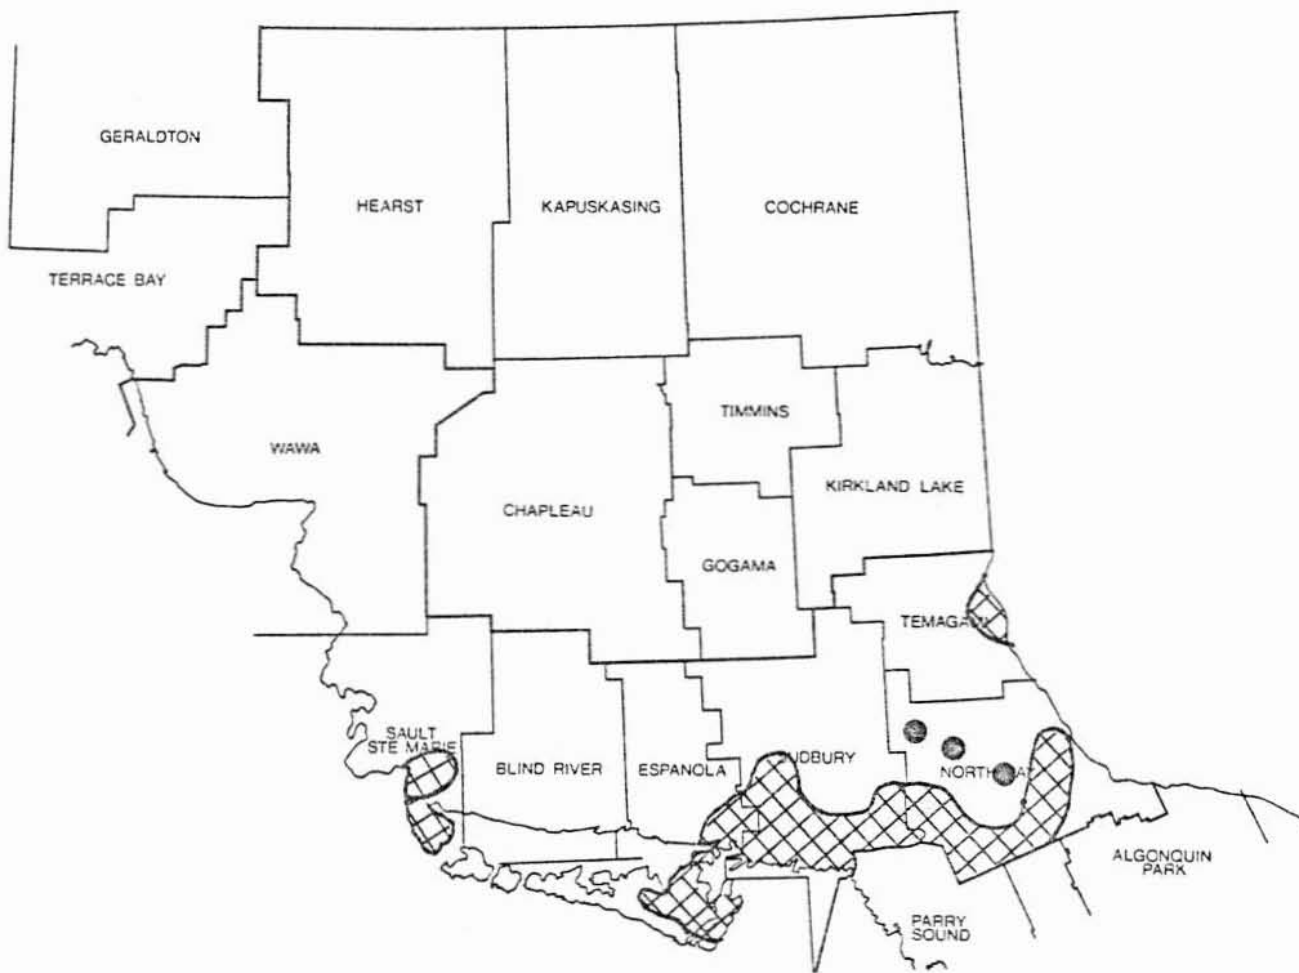 GERALDTON
HEARST
KAPUSKASING
COCHRANE
TERRACE BAY
TIMMINS
WAWA
KIRKLAND LAKE
CHAPLEAU
GOGAMA
SAULT
STE MARIE
BLIND RIVER
ESPANOLA
ALGONQUIN
PARK
PARRY
SOUND